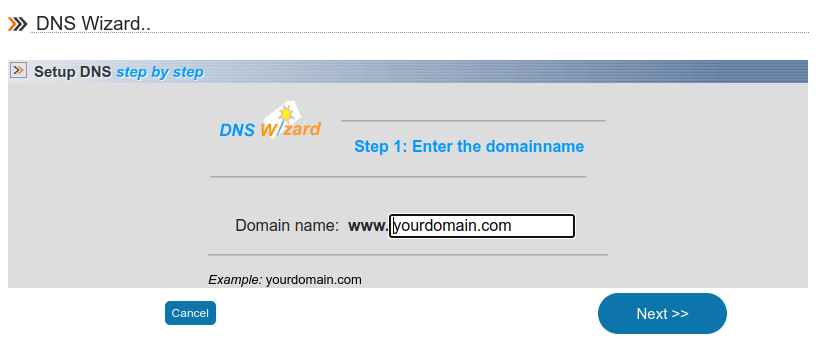 DNS Wizard..
Setup DNS step by step
DNS Wizard
Step 1: Enter the domainname
Domain name: www.yourdomain.com
Example: yourdomain.com
Cancel
Next >>